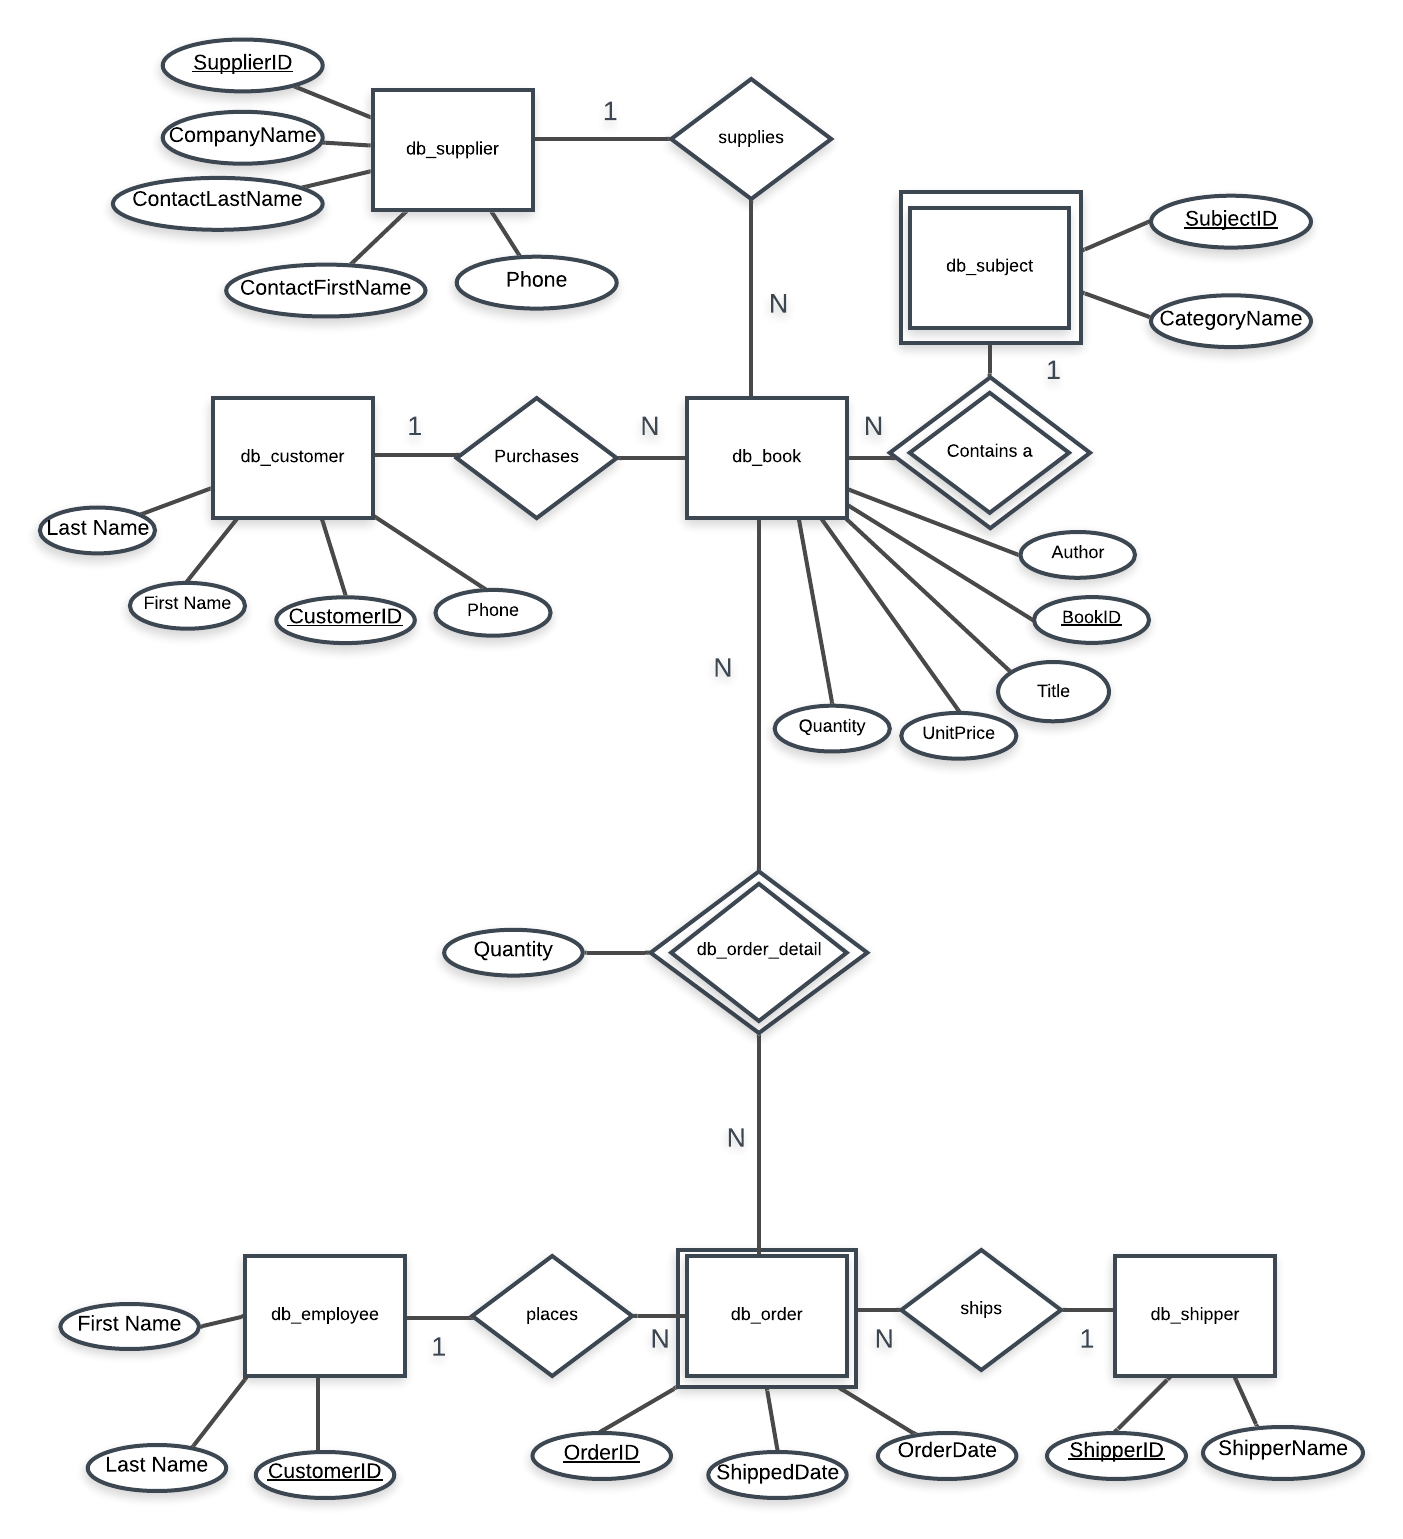 SupplierID
CompanyName
ContactLastName
ContactFirstName
Phone
db_supplier
1
supplies
N
db_subject
SubjectID
CategoryName
1
db_customer
1
Purchases
N
db_book
N
Contains a
Last Name
First Name
CustomerID
Phone
Author
BookID
Title
UnitPrice
Quantity
N
Quantity
db_order_detail
N
First Name
db_employee
1
places
N
db_order
N
ships
1
db_shipper
Last Name
CustomerID
OrderID
ShippedDate
OrderDate
ShipperID
ShipperName